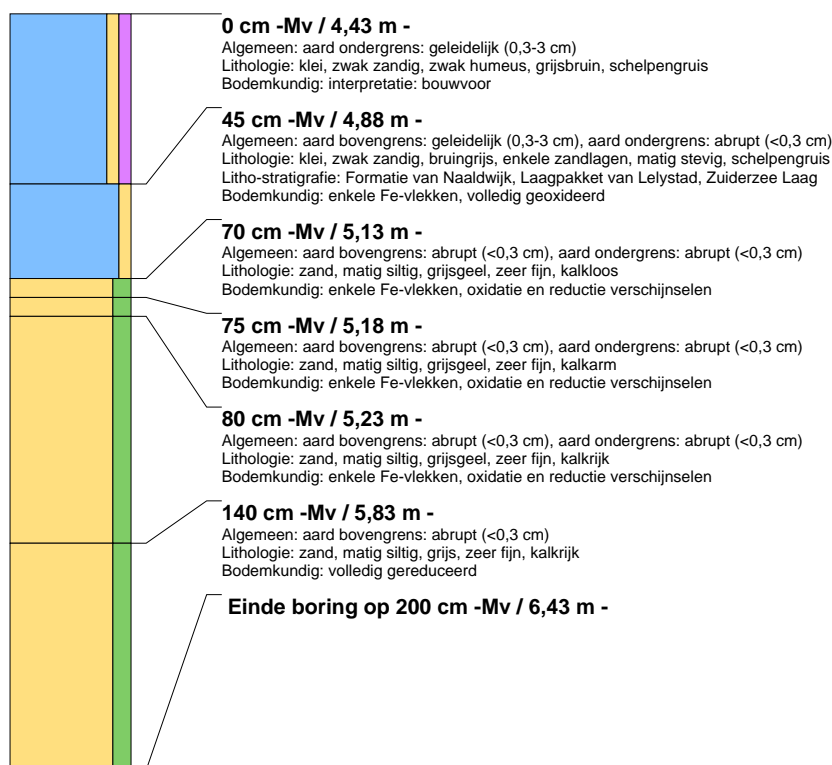 0 cm -Mv / 4,43 m -
Algemeen: aard ondergrens: geleidelijk (0,3-3 cm)
Lithologie: klei, zwak zandig, zwak humeus, grijsbruin, schelpengruis
Bodemkundig: interpretatie: bouwvoor
45 cm -Mv / 4,88 m -
Algemeen: aard bovengrens: geleidelijk (0,3-3 cm), aard ondergrens: abrupt (<0,3 cm)
Lithologie: klei, zwak zandig, bruingrijs, enkele zandlagen, matig stevig, schelpengruis
Litho-stratigrafie: Formatie van Naaldwijk, Laagpakket van Lelystad, Zuiderzee Laag
Bodemkundig: enkele Fe-vlekken, volledig geoxideerd
70 cm -Mv / 5,13 m -
Algemeen: aard bovengrens: abrupt (<0,3 cm), aard ondergrens: abrupt (<0,3 cm)
Lithologie: zand, matig siltig, grijsgeel, zeer fijn, kalkloos
Bodemkundig: enkele Fe-vlekken, oxidatie en reductie verschijnselen
75 cm -Mv / 5,18 m -
Algemeen: aard bovengrens: abrupt (<0,3 cm), aard ondergrens: abrupt (<0,3 cm)
Lithologie: zand, matig siltig, grijsgeel, zeer fijn, kalkarm
Bodemkundig: enkele Fe-vlekken, oxidatie en reductie verschijnselen
80 cm -Mv / 5,23 m -
Algemeen: aard bovengrens: abrupt (<0,3 cm), aard ondergrens: abrupt (<0,3 cm)
Lithologie: zand, matig siltig, grijsgeel, zeer fijn, kalkrijk
Bodemkundig: enkele Fe-vlekken, oxidatie en reductie verschijnselen
140 cm -Mv / 5,83 m -
Algemeen: aard bovengrens: abrupt (<0,3 cm)
Lithologie: zand, matig siltig, grijs, zeer fijn, kalkrijk
Bodemkundig: volledig gereduceerd
Einde boring op 200 cm -Mv / 6,43 m -